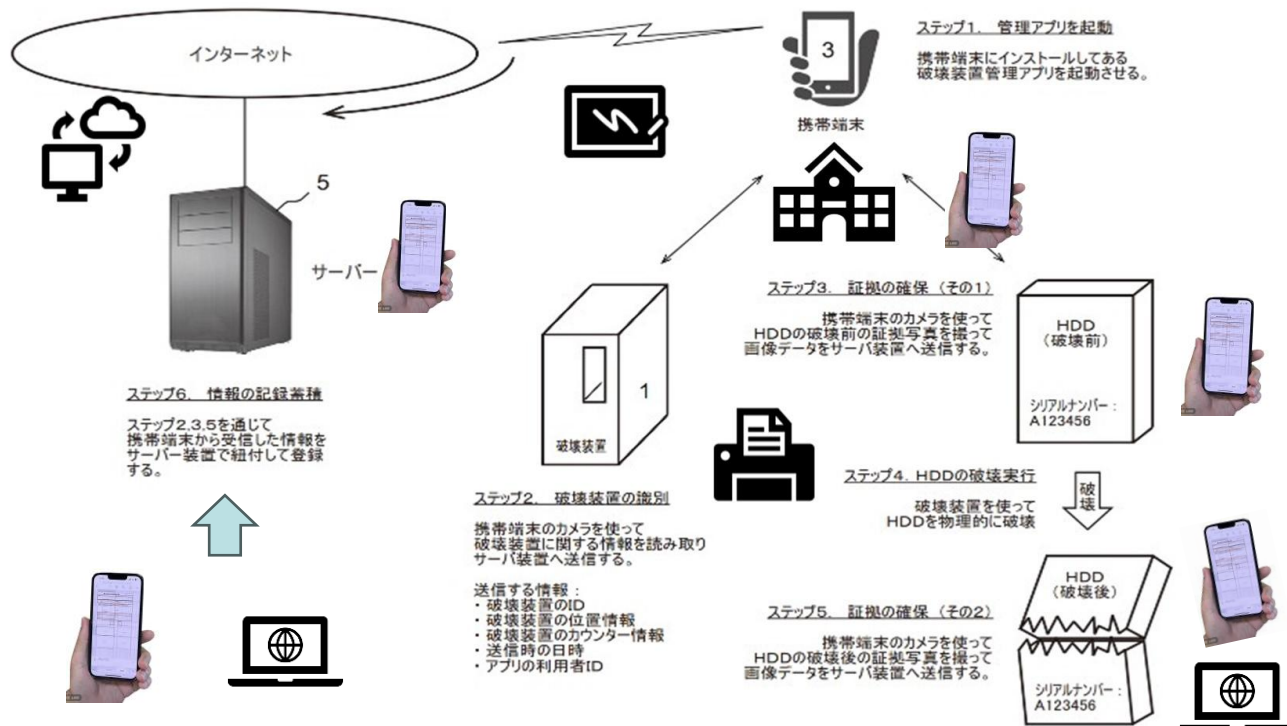 インターネット
3
携帯端末
ステップ1. 管理アプリを起動
携帯端末にインストールしてある
破壊装置管理アプリを起動させる。
5
サーバー
ステップ6. 情報の記録蓄積
ステップ2,3.5を通じて
携帯端末から受信した情報を
サーバー装置で紐付して登録
する。
1
破壊装置
ステップ2. 破壊装置の識別
携帯端末のカメラを使って
破壊装置に関する情報を読み取り
サーバ装置へ送信する。
送信する情報：
・破壊装置のID
・破壊装置の位置情報
・破壊装置のカウンター情報
・送信時の日時
・アプリの利用者ID
ステップ3. 証拠の確保（その1）
携帯端末のカメラを使って
HDDの破壊前の証拠写真を撮って
画像データをサーバ装置へ送信する。
HDD
（破壊前）
シリアルナンバー：
A123456
ステップ4. HDDの破壊実行
破壊装置を使って
HDDを物理的に破壊
破壊
ステップ5. 証拠の確保（その2）
携帯端末のカメラを使って
HDDの破壊後の証拠写真を撮って
画像データをサーバ装置へ送信する。
HDD
（破壊後）
シリアルナンバー：
A123456